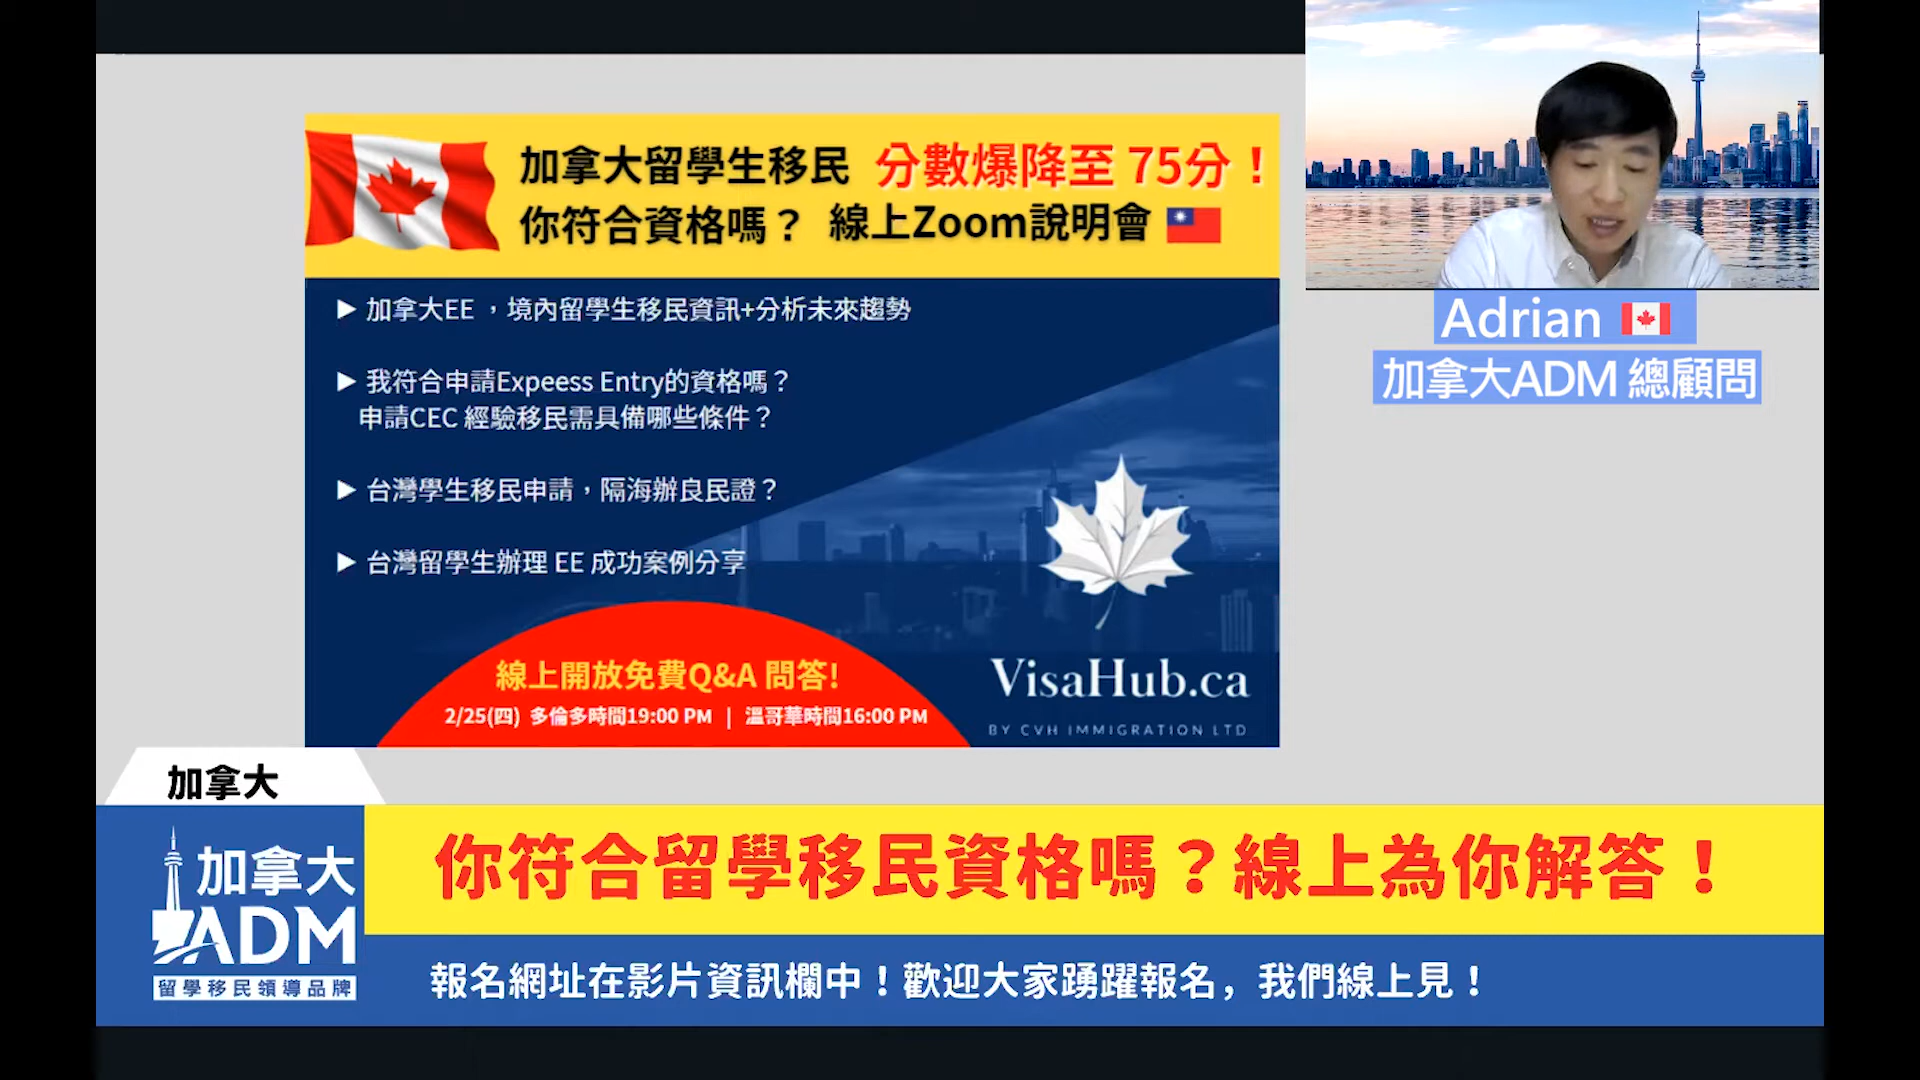 加拿大留學生移民 分數爆降至 75分！
你符合資格嗎？ 線上Zoom說明會
▶ 加拿大EE ，境內留學生移民資訊+分析未來趨勢
▶ 我符合申請Expeess Entry的資格嗎？
申請CEC 經驗移民需具備哪些條件？
▶ 台灣學生移民申請，隔海辦良民證？
▶ 台灣留學生辦理 EE 成功案例分享
線上開放免費Q&A 問答!
2/25(四) 多倫多時間19:00 PM | 溫哥華時間16:00 PM
VisaHub.ca
BY CVH IMMIGRATION LTD
Adrian
加拿大ADM 總顧問
加拿大
加拿大
ADM
留學移民領導品牌
你符合留學移民資格嗎？線上為你解答！
報名網址在影片資訊欄中！歡迎大家踴躍報名，我們線上見！